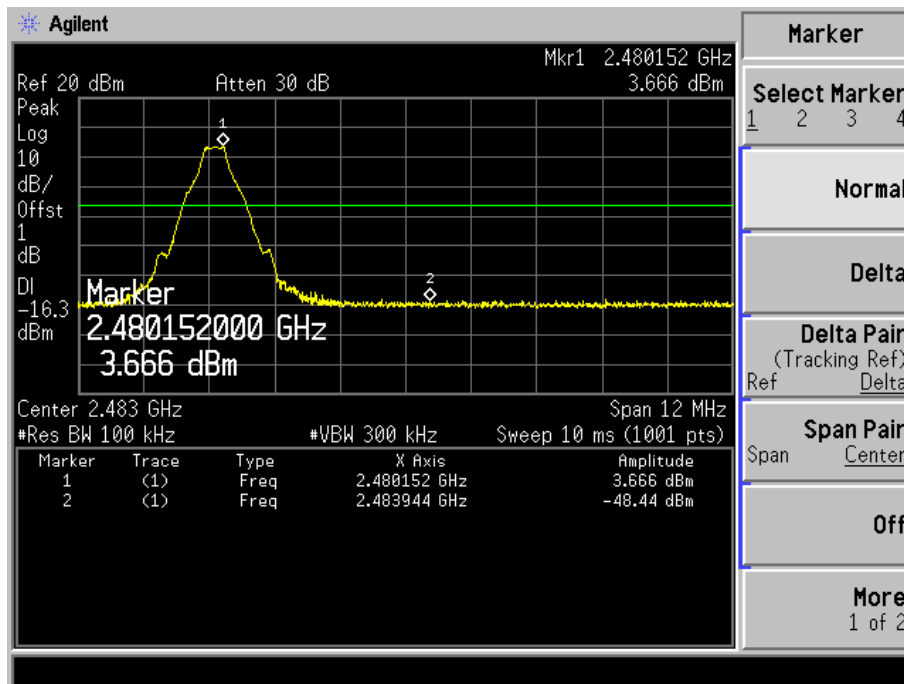 Agilent
Mkr1 2.480152 GHz
Ref 20 dBm Atten 30 dB 3.666 dBm
Peak
Log
10
dB/
Offst
1
dB
DI
-16.3
dBm
1
2
Marker
2.480152000 GHz
3.666 dBm
Center 2.483 GHz Span 12 MHz
#Res BW 100 kHz #VBW 300 kHz Sweep 10 ms (1001 pts)
Marker Trace Type X Axis Amplitude
1 (1) Freq 2.480152 GHz 3.666 dBm
2 (1) Freq 2.483944 GHz -48.44 dBm
Marker
Select Marker
1 2 3 4
Normal
Delta
Delta Pair
(Tracking Ref)
Ref Delta
Span Pair
Span Center
Off
More
1 of 2